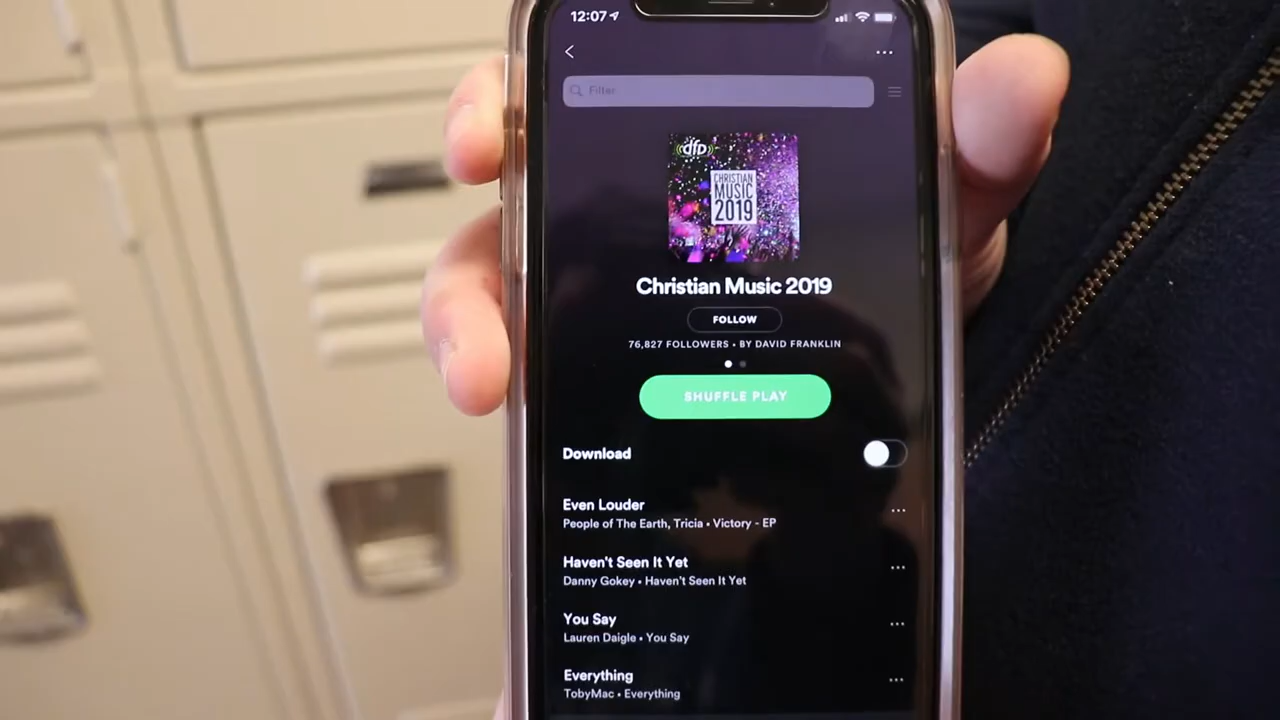 12:07
Filter
dfp
CHRISTIAN
MUSIC
2019
Christian Music 2019
FOLLOW
76,827 FOLLOWERS • BY DAVID FRANKLIN
SHUFFLE PLAY
Download
Even Louder
People of The Earth, Tricia • Victory - EP
Haven't Seen It Yet
Danny Gokey • Haven't Seen It Yet
You Say
Lauren Daigle • You Say
Everything
TobyMac • Everything